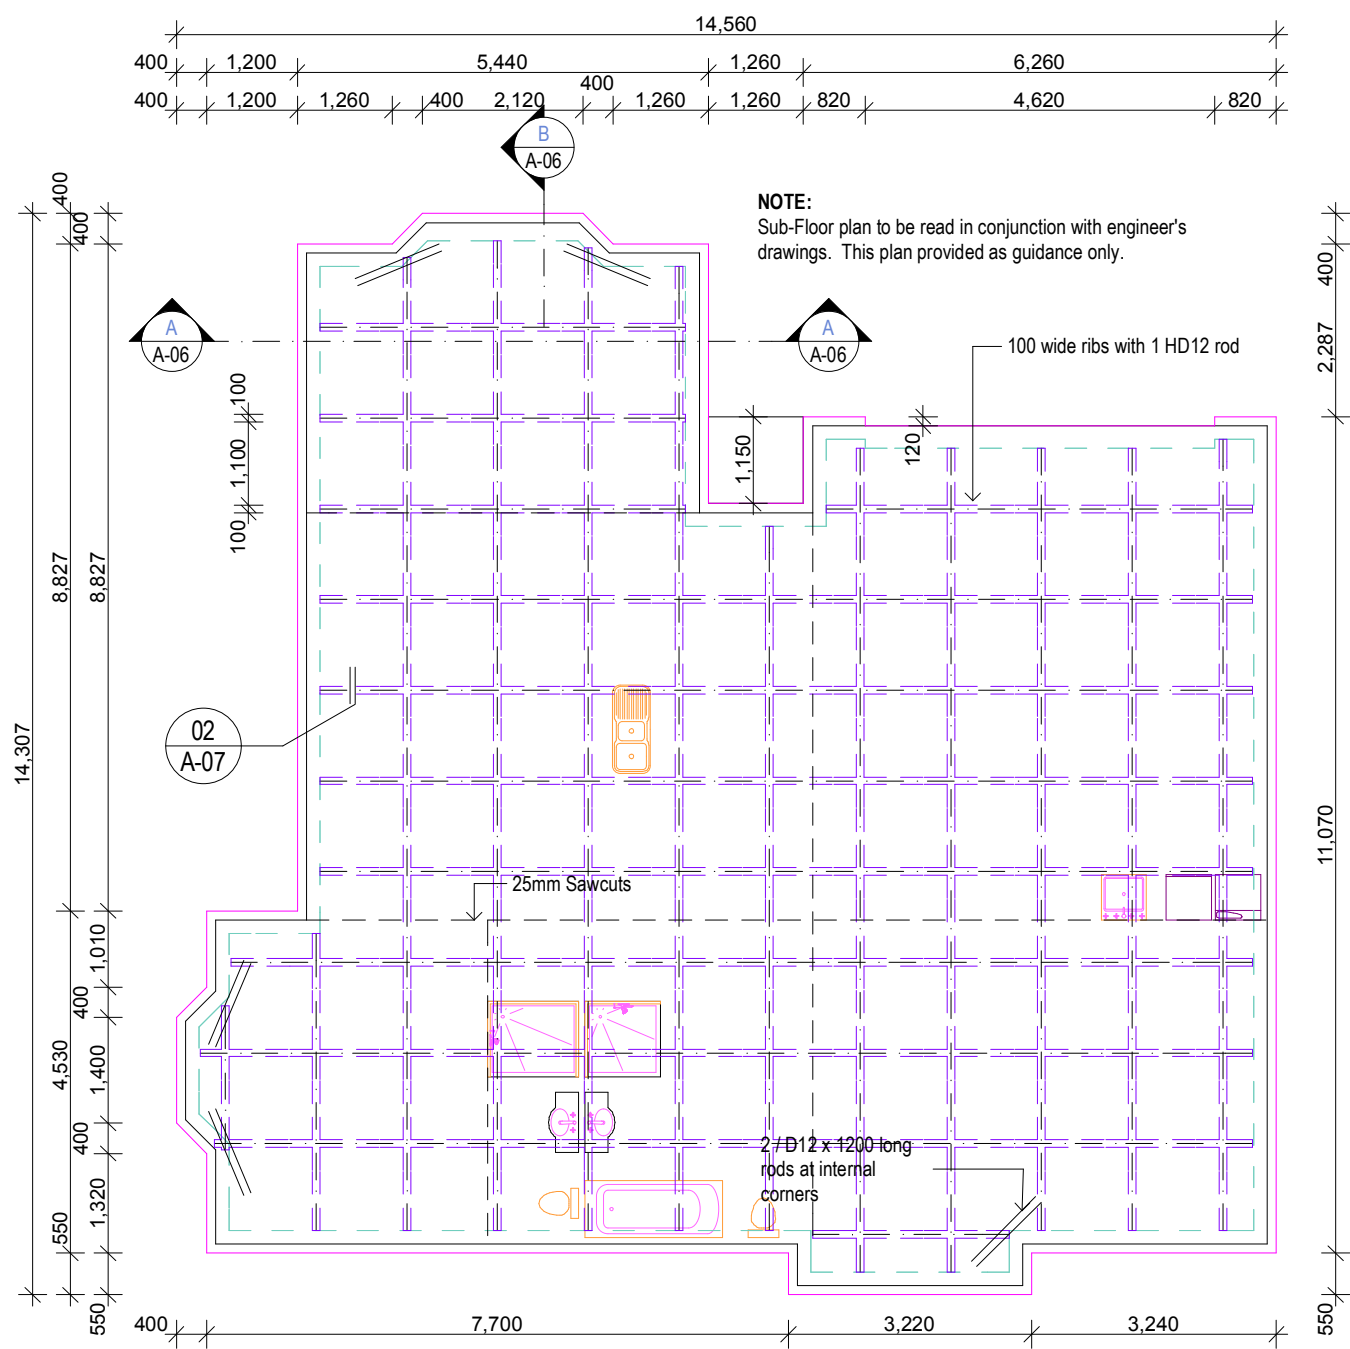 14,560
400 1,200 5,440 1,260 6,260
400
400 1,200 1,260 400 2,120 1,260 1,260 820 4,620 820
B
A-06
NOTE:
Sub-Floor plan to be read in conjunction with engineer's
drawings. This plan provided as guidance only.
400
400
400
A
A-06
A
A-06
100 wide ribs with 1 HD12 rod
2,287
100
1,100
100
1,150
120
8,827
8,827
02
A-07
14,307
11,070
25mm Sawcuts
1,010
400
4,530
1,400
400
2 / D12 x 1200 long
rods at internal
corners
1,320
550
550
550
400 7,700 3,220 3,240